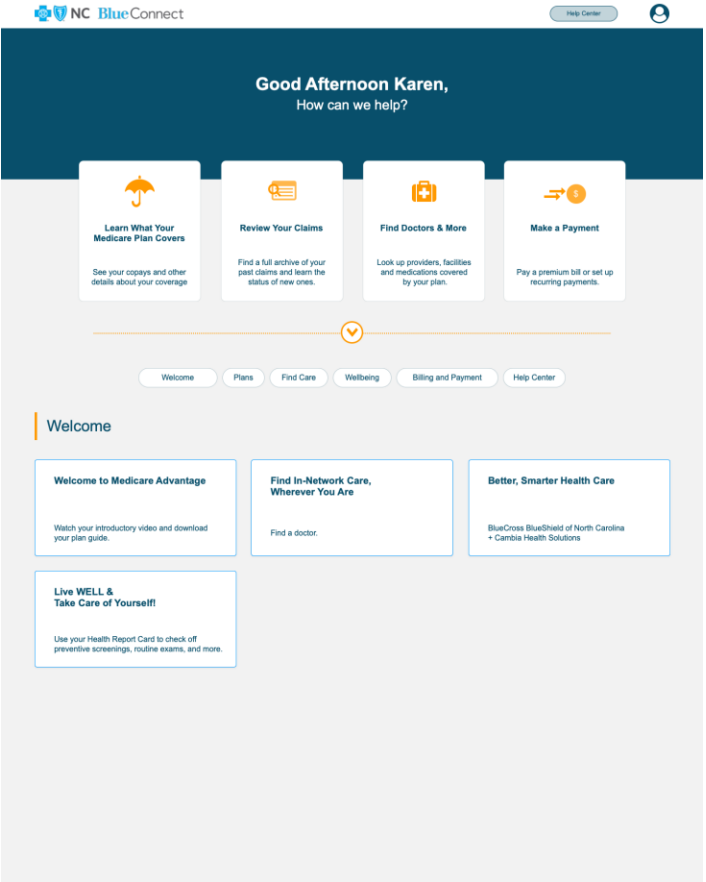 NC BlueConnect
Help Center
Good Afternoon Karen,
How can we help?
Learn What Your
Medicare Plan Covers
See your copays and other
details about your coverage
Review Your Claims
Find a full archive of your
past claims and learn the
status of new ones.
Find Doctors & More
Look up providers, facilities
and medications covered
by your plan.
Make a Payment
Pay a premium bill or set up
recurring payments.
Welcome
Plans
Find Care
Wellbeing
Billing and Payment
Help Center
Welcome
Welcome to Medicare Advantage
Watch your introductory video and download
your plan guide.
Find In-Network Care,
Wherever You Are
Find a doctor.
Better, Smarter Health Care
BlueCross BlueShield of North Carolina
+ Cambia Health Solutions
Live WELL &
Take Care of Yourself!
Use your Health Report Card to check off
preventive screenings, routine exams, and more.